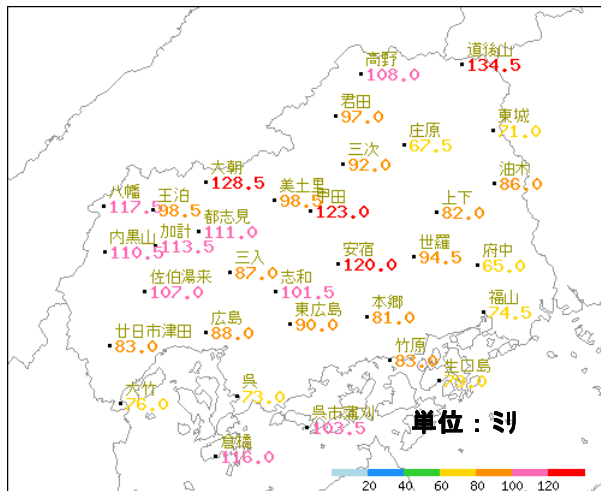 道後山
134.5
高野
108.0
君田
97.0
庄原
67.5
東城
71.0
三次
92.0
油木
86.0
大朝
128.5
八幡
117.5
王泊
98.5
美土里
98.5
甲田
123.0
上下
82.0
都志見
111.0
加計
113.5
内黒山
110.5
三入
87.0
安宿
120.0
世羅
94.5
府中
65.0
佐伯湯来
107.0
志和
101.5
福山
74.5
東広島
90.0
本郷
81.0
廿日市津田
83.0
広島
88.0
竹原
83.0
生口島
79.0
大竹
76.0
呉
73.0
呉市蒲刈
103.5
倉橋
116.0
単位：ミリ
20 40 60 80 100 120